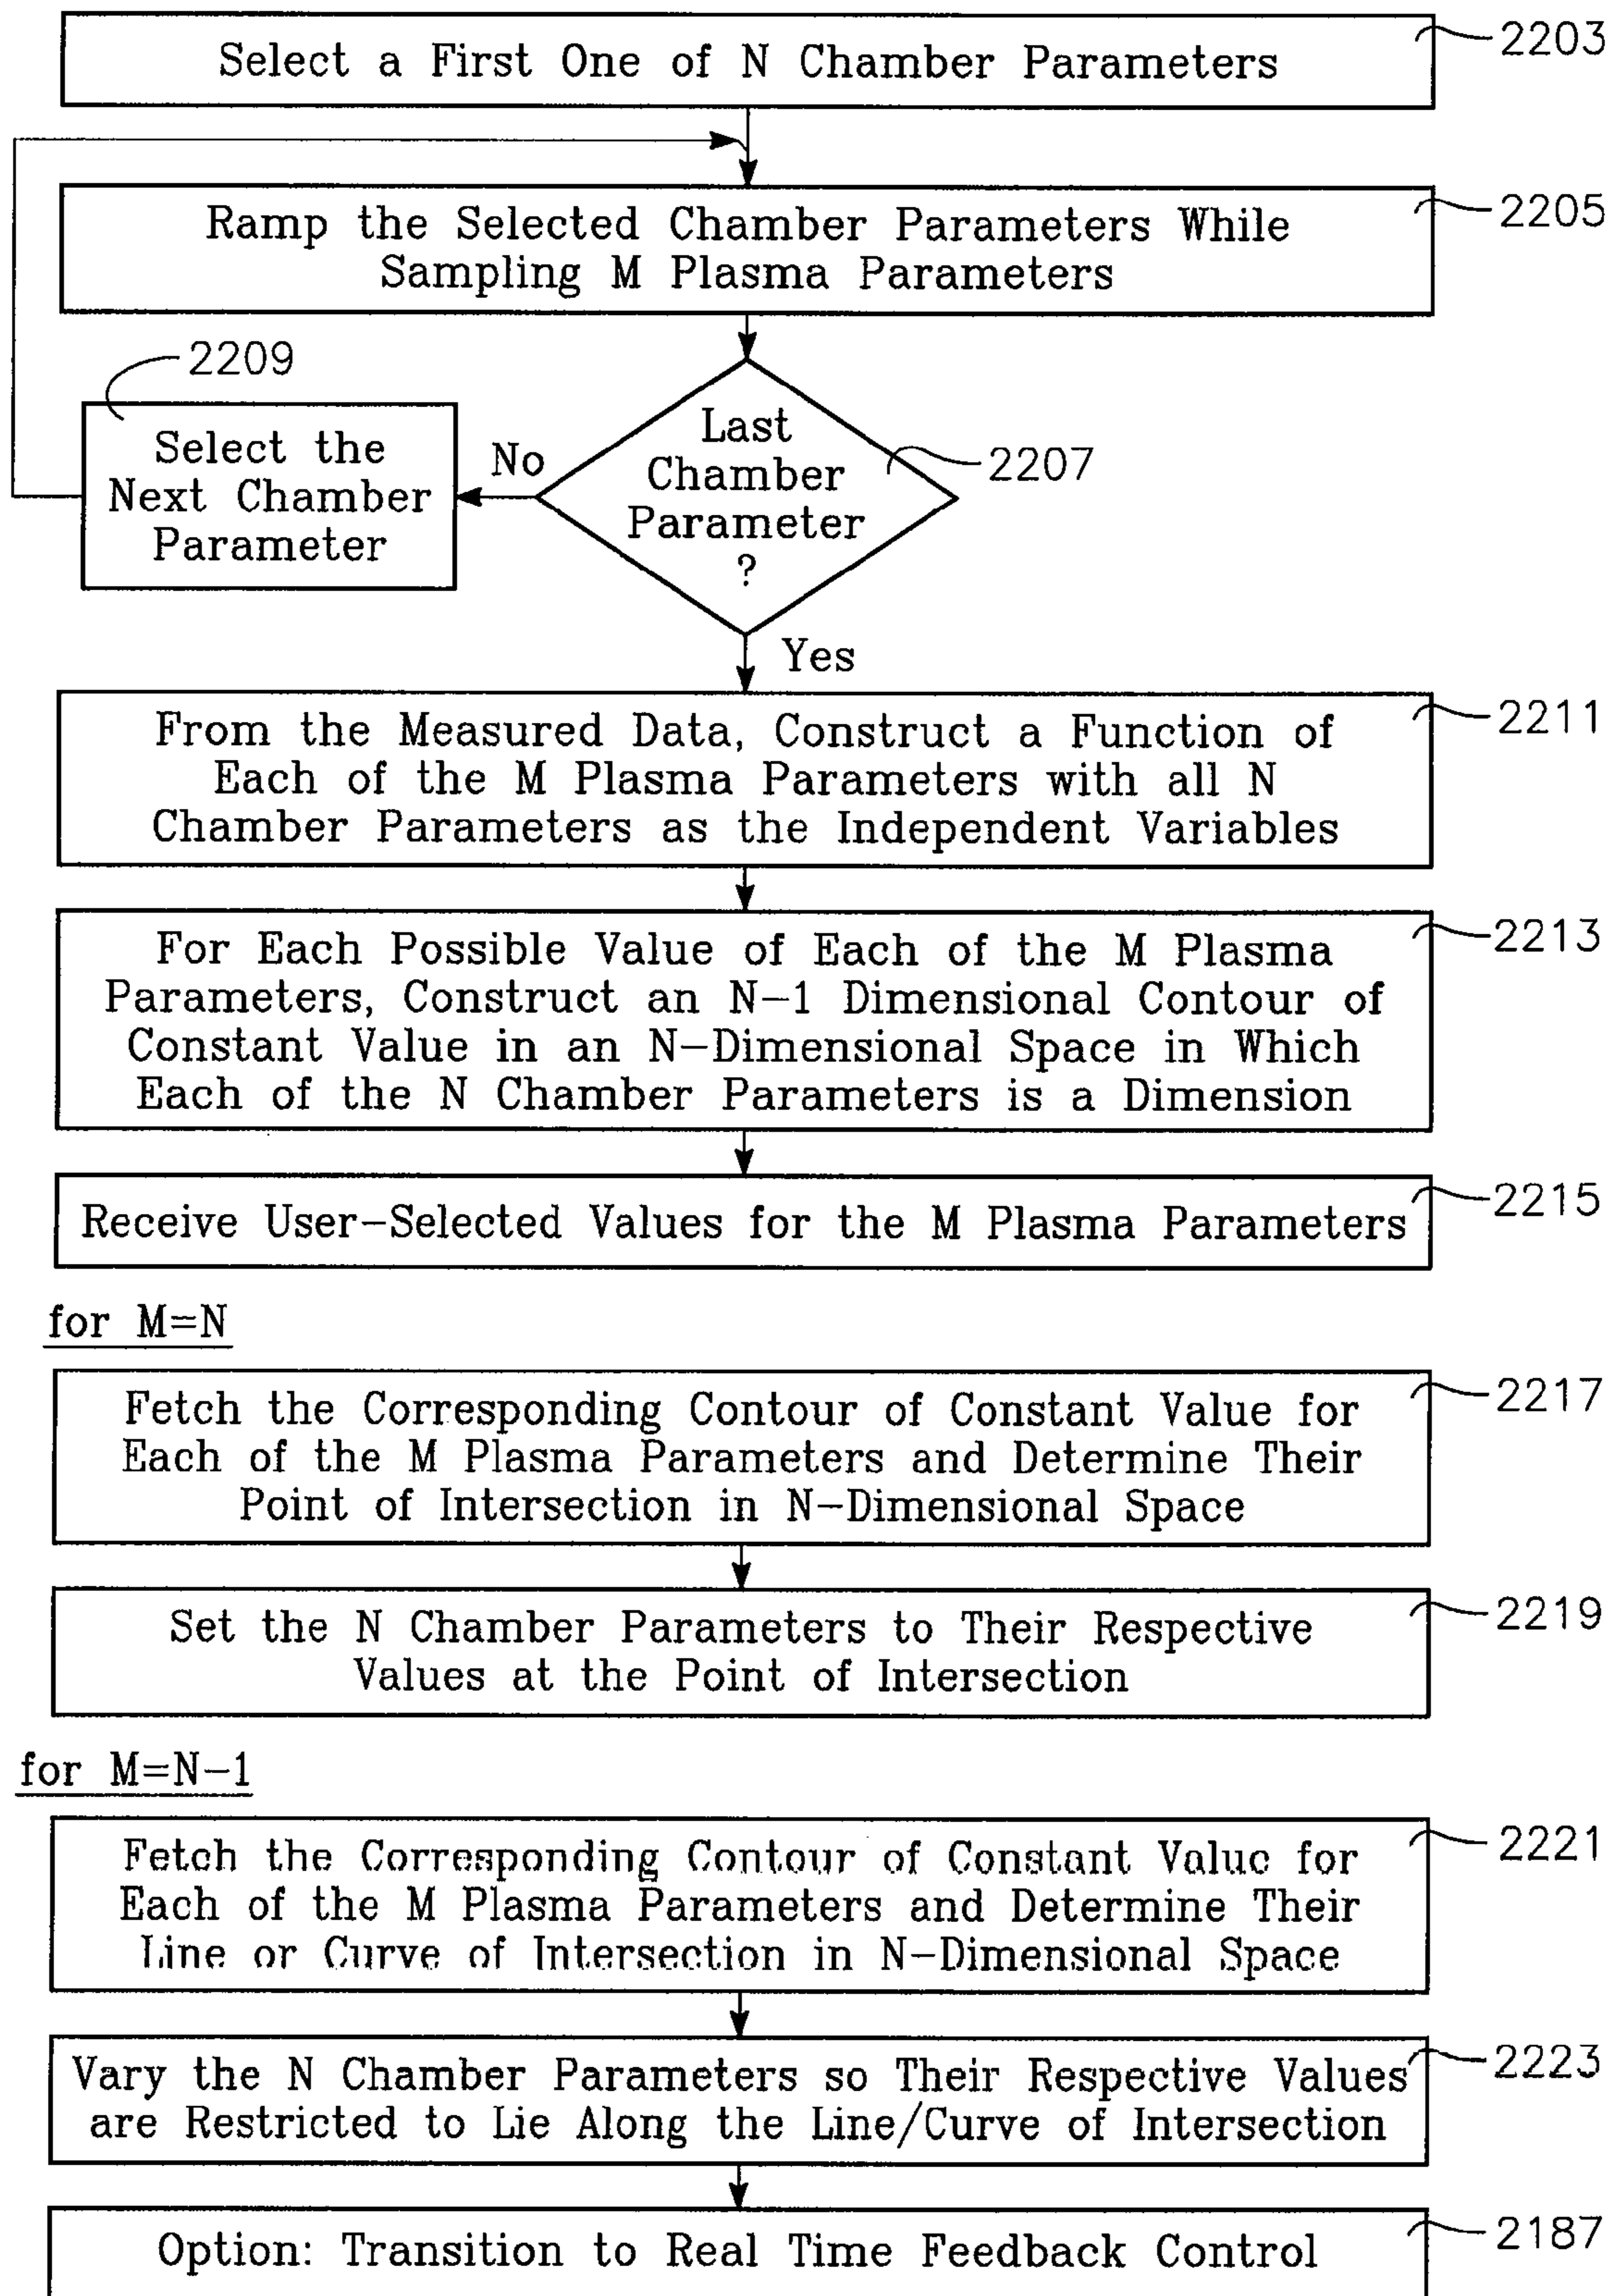 Select a First One of N Chamber Parameters
2203
Ramp the Selected Chamber Parameters While
Sampling M Plasma Parameters
2205
2209
Select the
Next Chamber
Parameter
No
Last
Chamber
Parameter
?
2207
Yes
From the Measured Data, Construct a Function of
Each of the M Plasma Parameters with all N
Chamber Parameters as the Independent Variables
2211
For Each Possible Value of Each of the M Plasma
Parameters, Construct an N-1 Dimensional Contour of
Constant Value in an N-Dimensional Space in Which
Each of the N Chamber Parameters is a Dimension
2213
Receive User-Selected Values for the M Plasma Parameters
2215
for M=N
Fetch the Corresponding Contour of Constant Value for
Each of the M Plasma Parameters and Determine Their
Point of Intersection in N-Dimensional Space
2217
Set the N Chamber Parameters to Their Respective
Values at the Point of Intersection
2219
for M=N-1
Fetch the Corresponding Contour of Constant Value for
Each of the M Plasma Parameters and Determine Their
Line or Curve of Intersection in N-Dimensional Space
2221
Vary the N Chamber Parameters so Their Respective Values
are Restricted to Lie Along the Line/Curve of Intersection
2223
Option: Transition to Real Time Feedback Control
2187